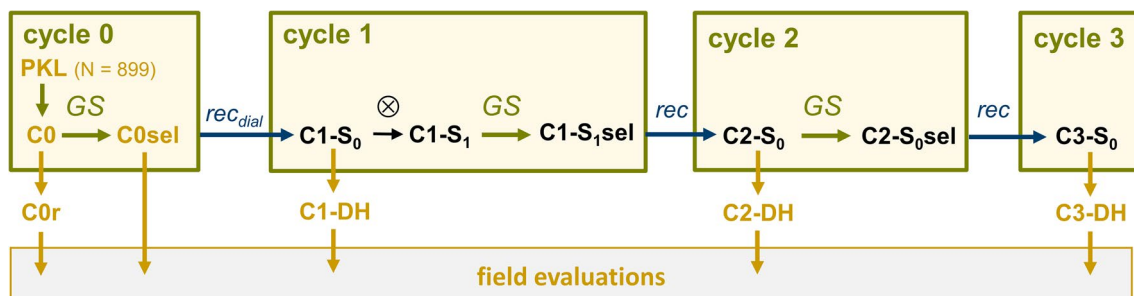 cycle 0 cycle 1 cycle 2 cycle 3
PKL (N = 899)
GS ⊗ GS GS
C0 C0sel rec_dial C1-S₀ C1-S₁ C1-S₁sel rec C2-S₀ C2-S₀sel rec C3-S₀
C0r C1-DH C2-DH C3-DH
field evaluations